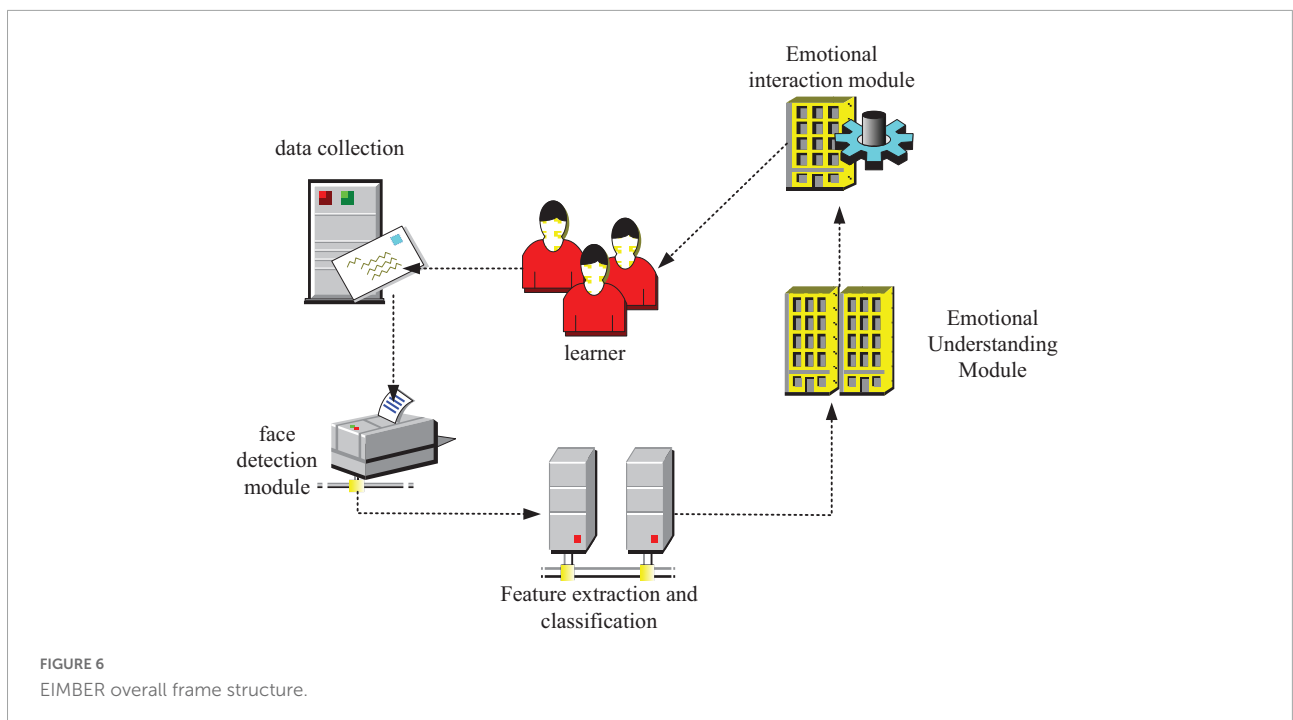 Emotional
interaction module
data collection
learner
Emotional
Understanding
Module
face
detection
module
Feature extraction and
classification
FIGURE 6
EIMBER overall frame structure.